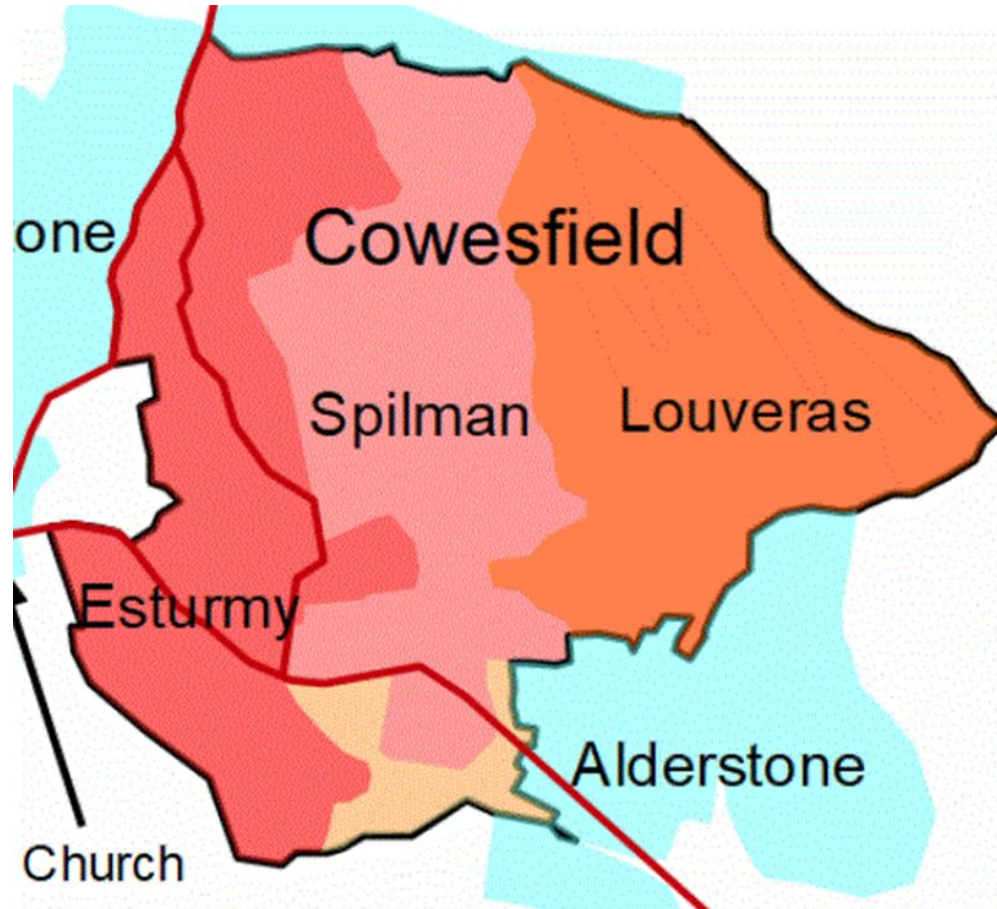 one
Cowesfield
Spilman
Louveras
Esturmy
Alderstone
Church